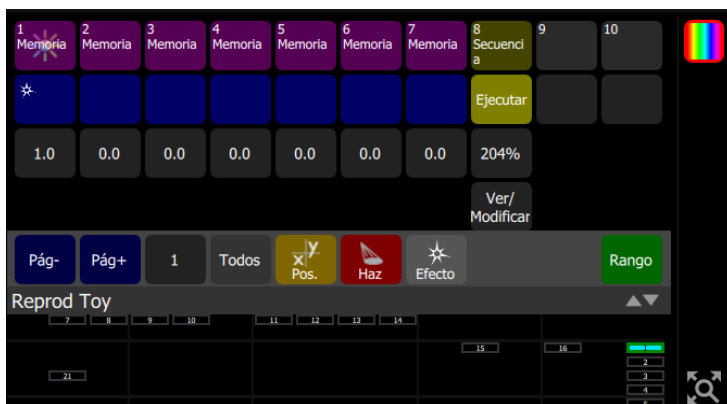 1 2 3 4 5 6 7 8 9 10
Memoria Memoria Memoria Memoria Memoria Memoria Memoria Secuenci
a
Ejecutar
1.0 0.0 0.0 0.0 0.0 0.0 0.0 204%
Ver/
Modificar
Pág- Pág+ 1 Todos x y Pos. Haz Efecto Rango
Reprod Toy
7 8 9 10 11 12 13 14
15 16
2
21 3
4